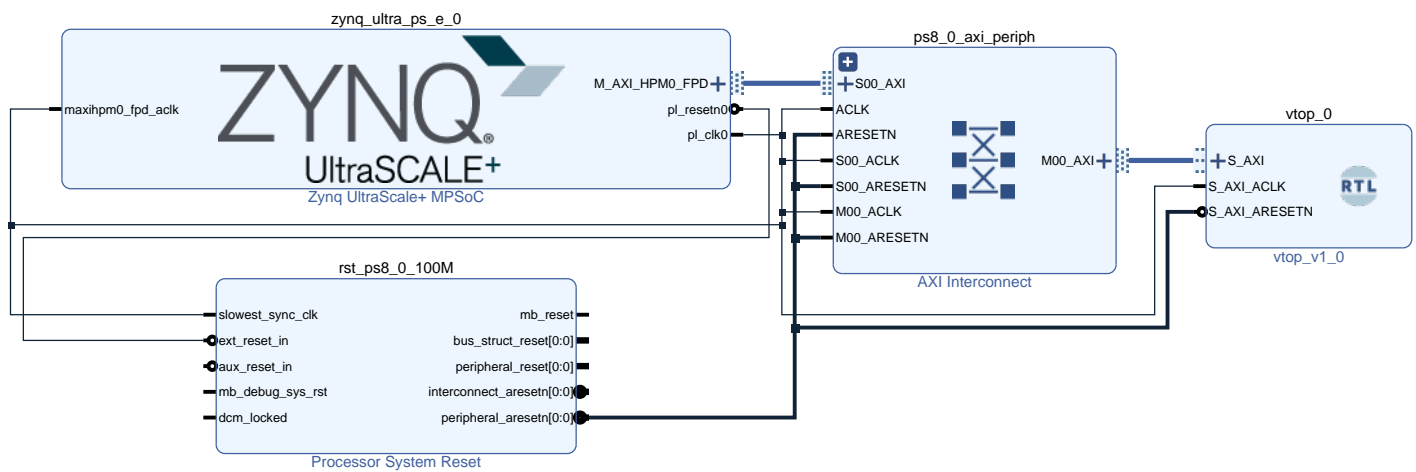 zynq_ultra_ps_e_0
M_AXI_HPM0_FPD
maxihpm0_fpd_aclk
pl_resetn0
pl_clk0
ZYNQ®
UltraSCALE+
Zynq UltraScale+ MPSoC
ps8_0_axi_periph
S00_AXI
ACLK
ARESETN
S00_ACLK
S00_ARESETN
M00_ACLK
M00_ARESETN
M00_AXI
AXI Interconnect
vtop_0
S_AXI
S_AXI_ACLK
S_AXI_ARESETN
RTL
vtop_v1_0
rst_ps8_0_100M
slowest_sync_clk
ext_reset_in
aux_reset_in
mb_debug_sys_rst
dcm_locked
mb_reset
bus_struct_reset[0:0]
peripheral_reset[0:0]
interconnect_aresetn[0:0]
peripheral_aresetn[0:0]
Processor System Reset